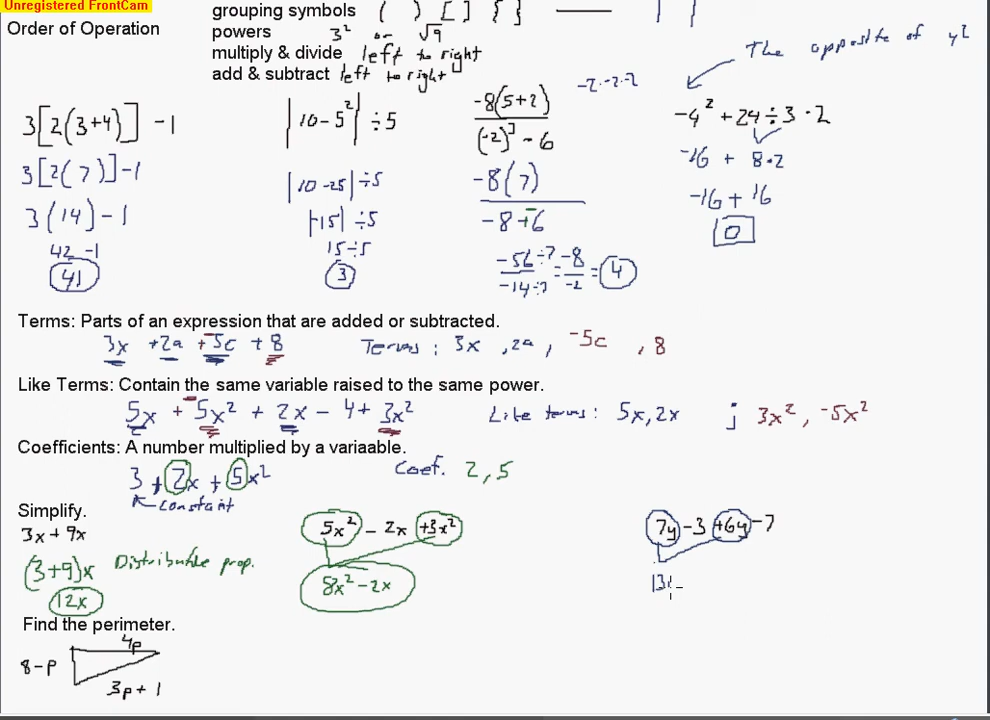 Unregistered FrontCam
Order of Operation
grouping symbols ( ) [ ] { } — | |
powers 3² or √9
multiply & divide left to right
add & subtract left to right
The opposite of 4²
3[2(3+4)] -1
3[2(7)]-1
3(14)-1
42-1
41
|10-5²| ÷5
|10-25| ÷5
|-15| ÷5
15÷5
3
-2·-2·-2
-8(5+2)
(-2)³ - 6
-8(7)
-8+-6
-56÷7 = -8 = 4
-14÷7 -2
-4² + 24÷3·2
-16 + 8·2
-16 + 16
0
Terms: Parts of an expression that are added or subtracted.
3x +2a +-5c +8 Terms: 3x, 2a, -5c, 8
Like Terms: Contain the same variable raised to the same power.
5x + -5x² + 2x - 4 + 3x² Like terms: 5x, 2x ; 3x², -5x²
Coefficients: A number multiplied by a variaable.
3 + 2x + 5x² Coef. 2, 5
constant
Simplify.
3x + 9x
(3+9)x Distributive prop.
12x
5x² - 2x +3x²
8x² - 2x
7y -3 +6y -7
13 -
Find the perimeter.
4p
8-p
3p + 1